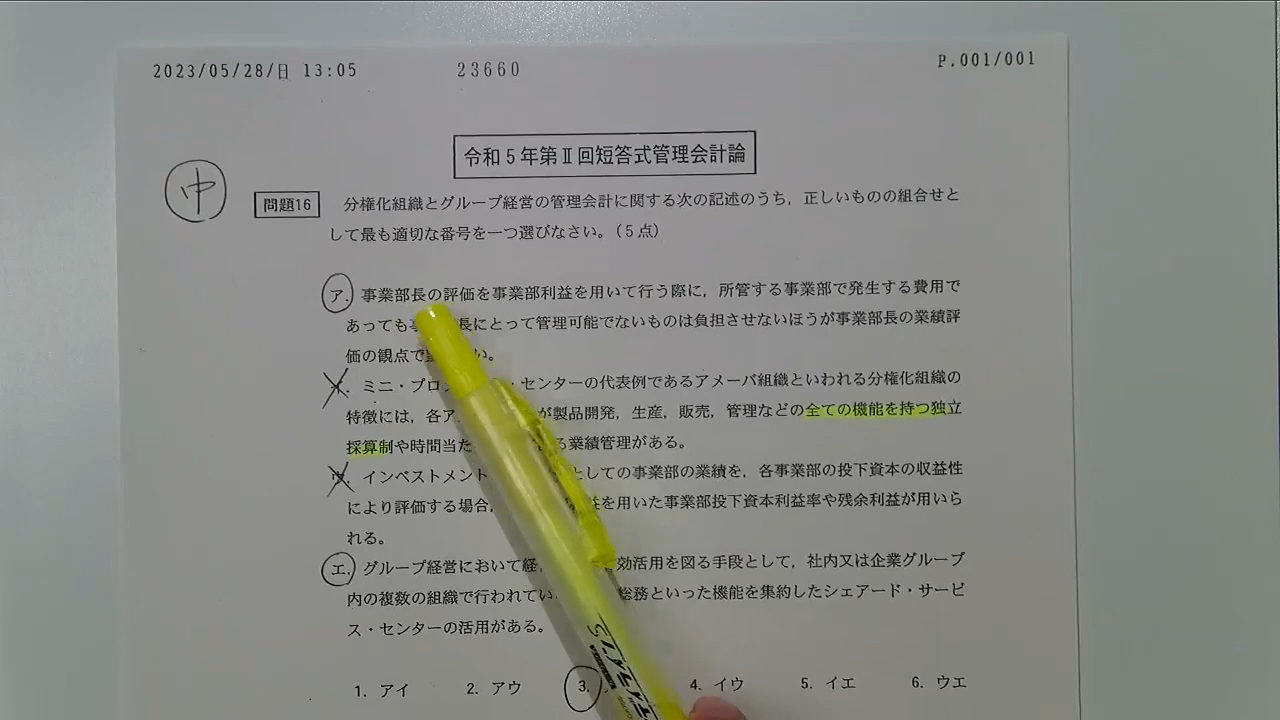 2023/05/28/日 13:05 23660 P.001/001
令和5年第Ⅱ回短答式管理会計論
中
問題16 分権化組織とグループ経営の管理会計に関する次の記述のうち，正しいものの組合せと
して最も適切な番号を一つ選びなさい。（5点）
ア．事業部長の評価を事業部利益を用いて行う際に，所管する事業部で発生する費用で
あっても事 長にとって管理可能でないものは負担させないほうが事業部長の業績評
価の観点で い。
ミニ・プロ ・センターの代表例であるアメーバ組織といわれる分権化組織の
特徴には，各ア が製品開発，生産，販売，管理などの全ての機能を持つ独立
採算制や時間当た る業績管理がある。
インベストメント としての事業部の業績を，各事業部の投下資本の収益性
により評価する場合， 益を用いた事業部投下資本利益率や残余利益が用いら
れる。
エ．グループ経営において経 効活用を図る手段として，社内又は企業グループ
内の複数の組織で行われてい 総務といった機能を集約したシェアード・サービ
ス・センターの活用がある。
1．アイ 2．アウ 3． 4．イウ 5．イエ 6．ウエ